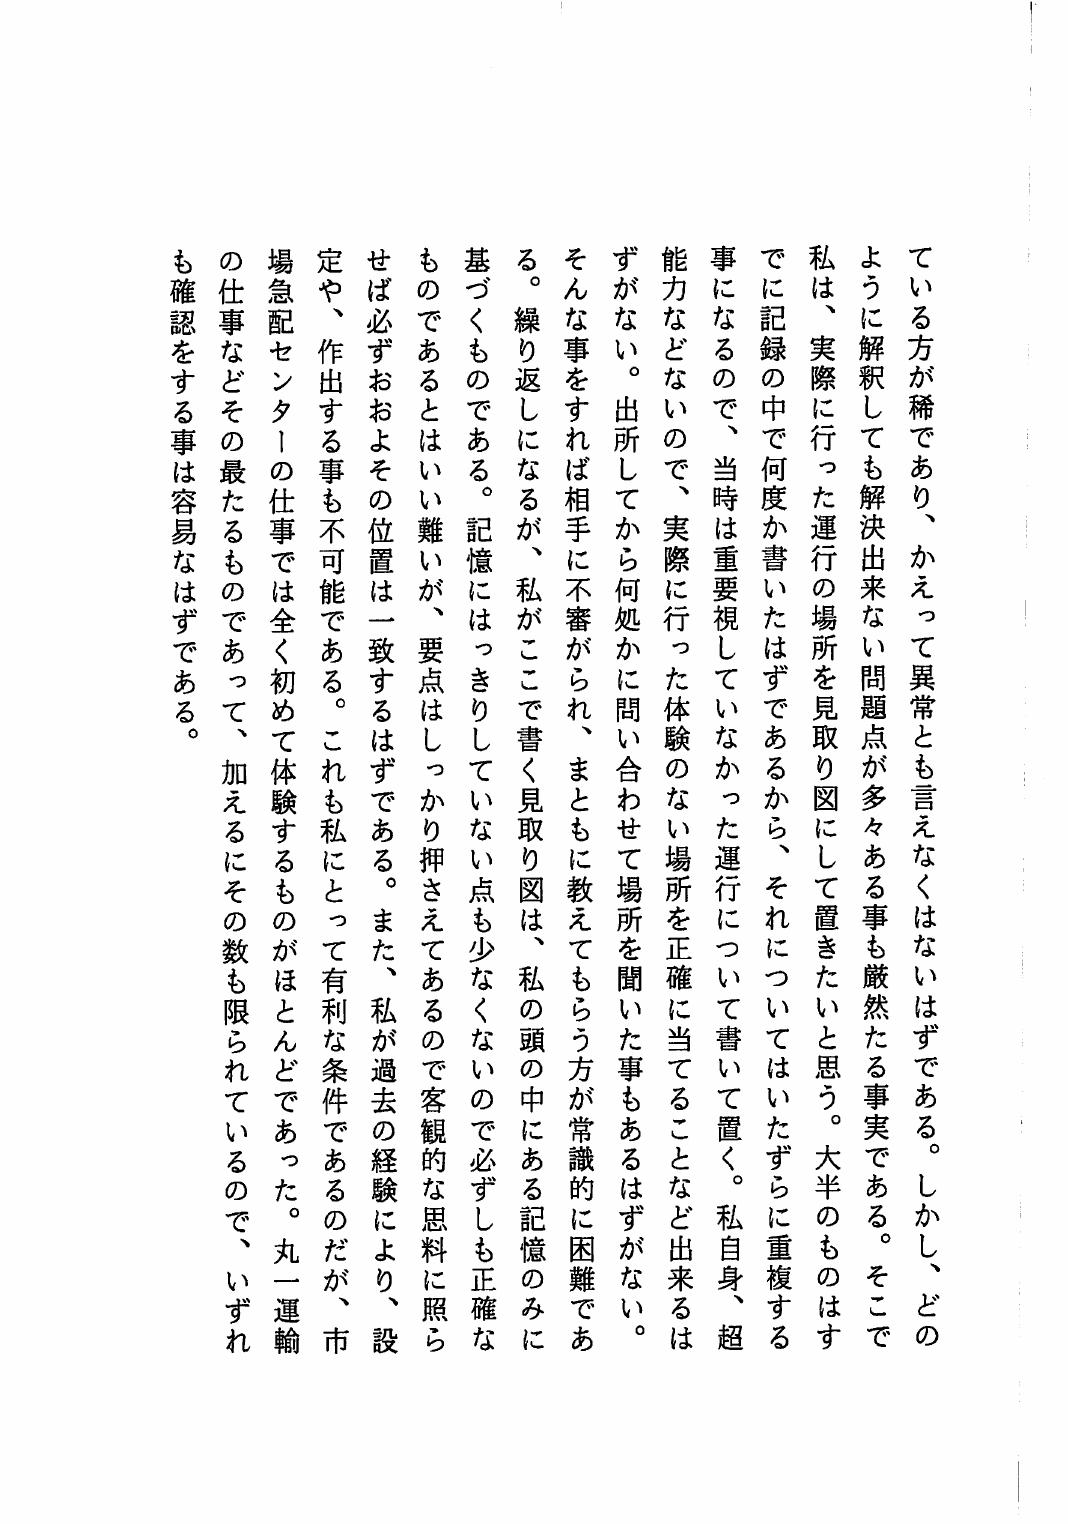 ている方が稀であり、かえって異常とも言えなくはないはずである。しかし、どの
ように解釈しても解決出来ない問題点が多々ある事も厳然たる事実である。そこで
私は、実際に行った運行の場所を見取り図にして置きたいと思う。大半のものはす
でに記録の中で何度か書いたはずであるから、それについてはいたずらに重複する
事になるので、当時は重要視していなかった運行について書いて置く。私自身、超
能力などないので、実際に行った体験のない場所を正確に当てることなど出来るは
ずがない。出所してから何処かに問い合わせて場所を聞いた事もあるはずがない。
そんな事をすれば相手に不審がられ、まともに教えてもらう方が常識的に困難であ
る。繰り返しになるが、私がここで書く見取り図は、私の頭の中にある記憶のみに
基づくものである。記憶にはっきりしていない点も少なくないので必ずしも正確な
ものであるとはいい難いが、要点はしっかり押さえてあるので客観的な思料に照ら
せば必ずおおよその位置は一致するはずである。また、私が過去の経験により、設
定や、作出する事も不可能である。これも私にとって有利な条件であるのだが、市
場急配センターの仕事では全く初めて体験するものがほとんどであった。丸一運輸
の仕事などその最たるものであって、加えるにその数も限られているので、いずれ
も確認をする事は容易なはずである。